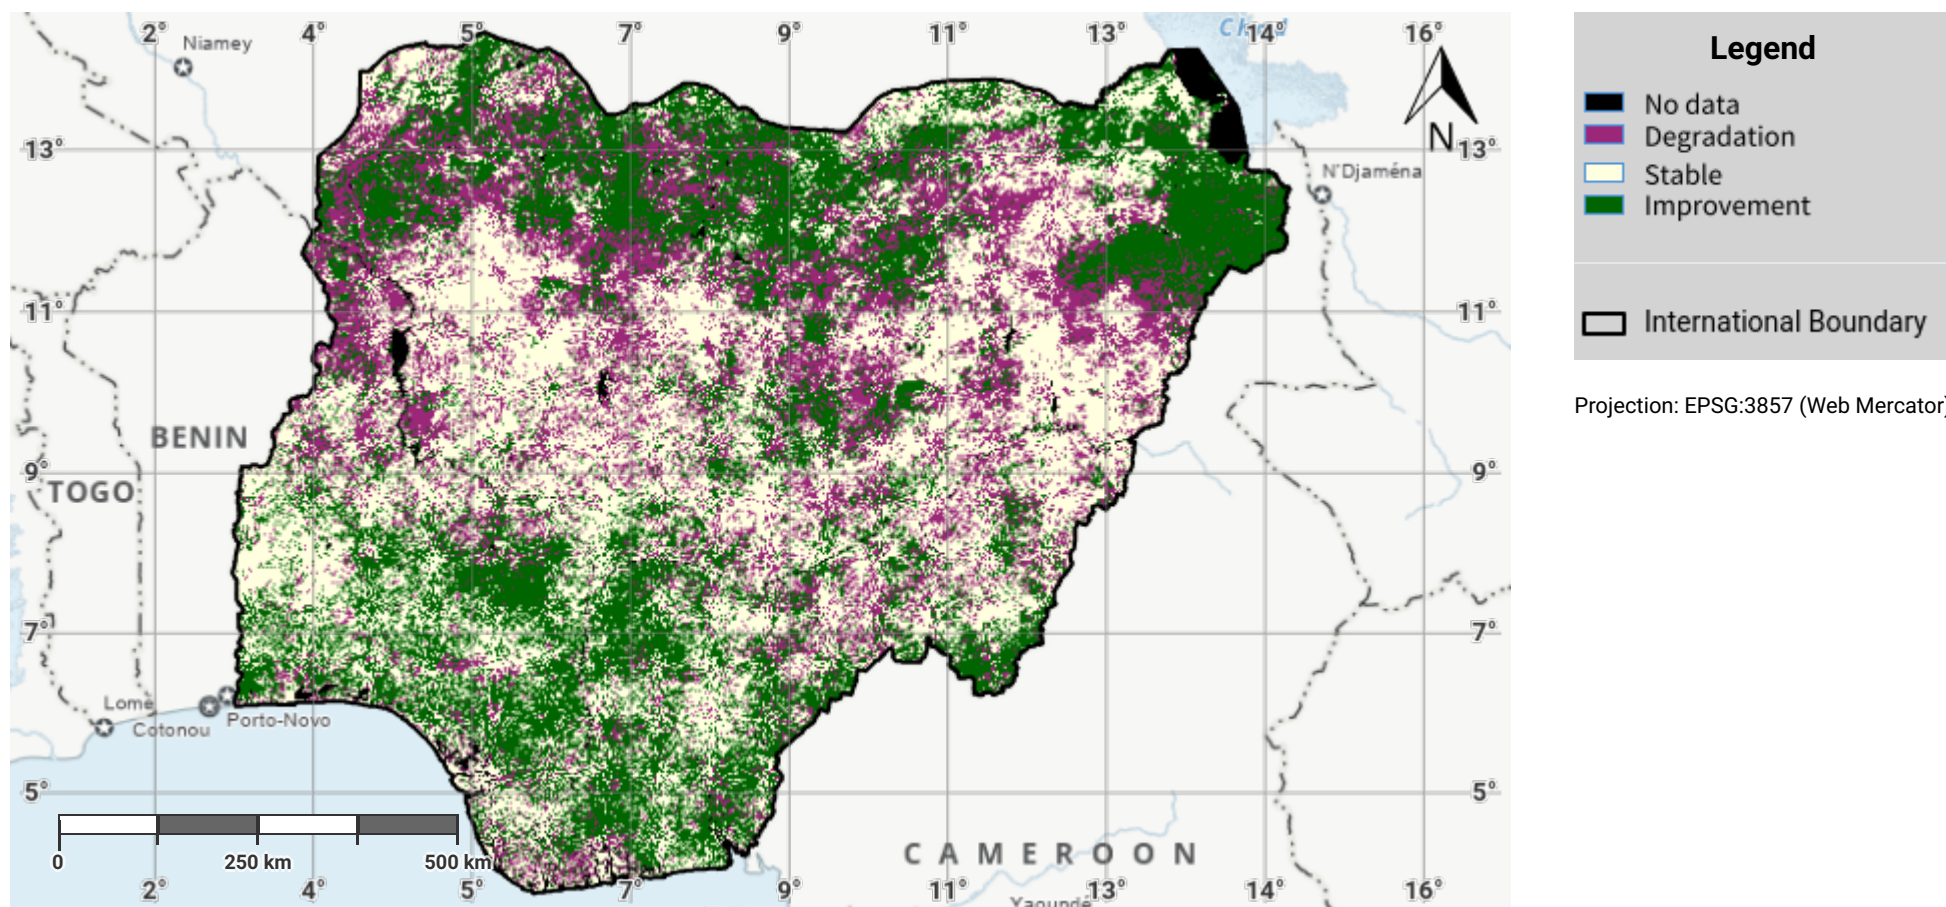 2° 4° 5° 7° 9° 11° 13° 14° 16°
Chad
Niamey
13° 13°
N
N'Djaména
11° 11°
BENIN
9° 9°
TOGO
7° 7°
Lomé
Cotonou
Porto-Novo
5° 5°
0 250 km 500 km
CAMEROON
2° 4° 5° 7° 9° 11° 13° 14° 16°
Yaoundé
Legend
No data
Degradation
Stable
Improvement
International Boundary
Projection: EPSG:3857 (Web Mercator)